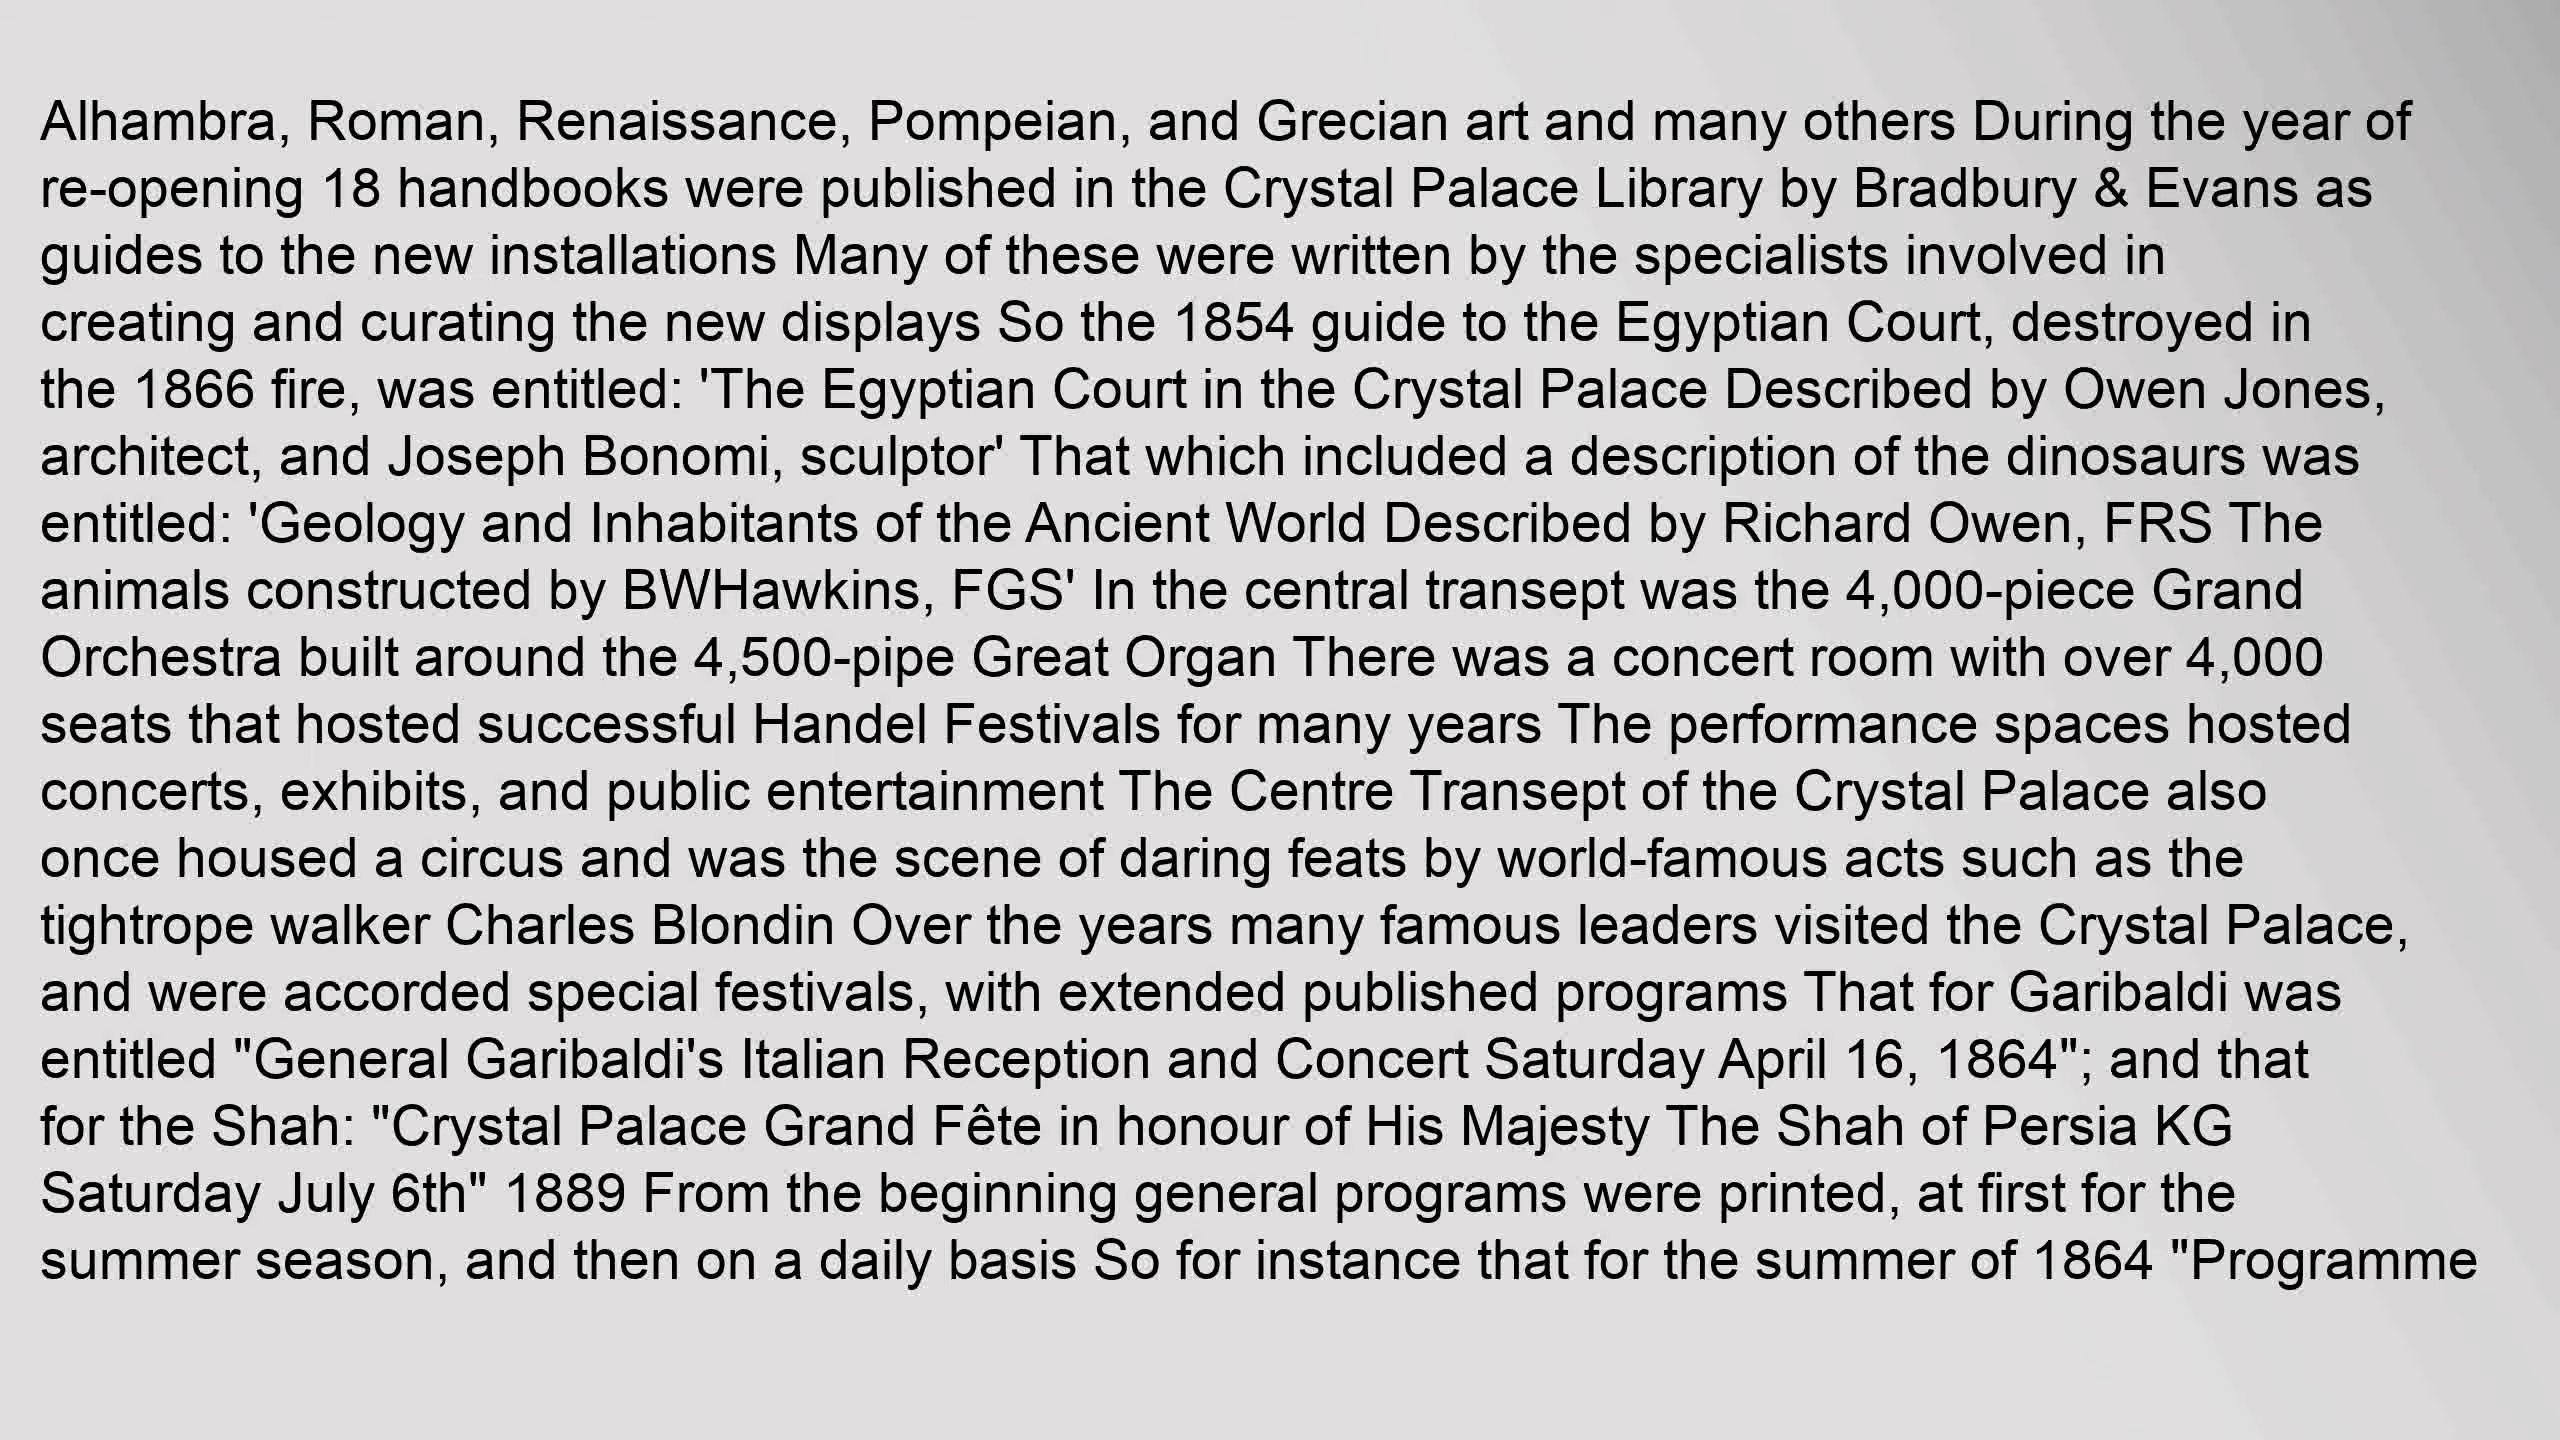 Alhambra, Roman, Renaissance, Pompeian, and Grecian art and many others During the year of
re-opening 18 handbooks were published in the Crystal Palace Library by Bradbury & Evans as
guides to the new installations Many of these were written by the specialists involved in
creating and curating the new displays So the 1854 guide to the Egyptian Court, destroyed in
the 1866 fire, was entitled: 'The Egyptian Court in the Crystal Palace Described by Owen Jones,
architect, and Joseph Bonomi, sculptor' That which included a description of the dinosaurs was
entitled: 'Geology and Inhabitants of the Ancient World Described by Richard Owen, FRS The
animals constructed by BWHawkins, FGS' In the central transept was the 4,000-piece Grand
Orchestra built around the 4,500-pipe Great Organ There was a concert room with over 4,000
seats that hosted successful Handel Festivals for many years The performance spaces hosted
concerts, exhibits, and public entertainment The Centre Transept of the Crystal Palace also
once housed a circus and was the scene of daring feats by world-famous acts such as the
tightrope walker Charles Blondin Over the years many famous leaders visited the Crystal Palace,
and were accorded special festivals, with extended published programs That for Garibaldi was
entitled "General Garibaldi's Italian Reception and Concert Saturday April 16, 1864"; and that
for the Shah: "Crystal Palace Grand Fête in honour of His Majesty The Shah of Persia KG
Saturday July 6th" 1889 From the beginning general programs were printed, at first for the
summer season, and then on a daily basis So for instance that for the summer of 1864 "Programme